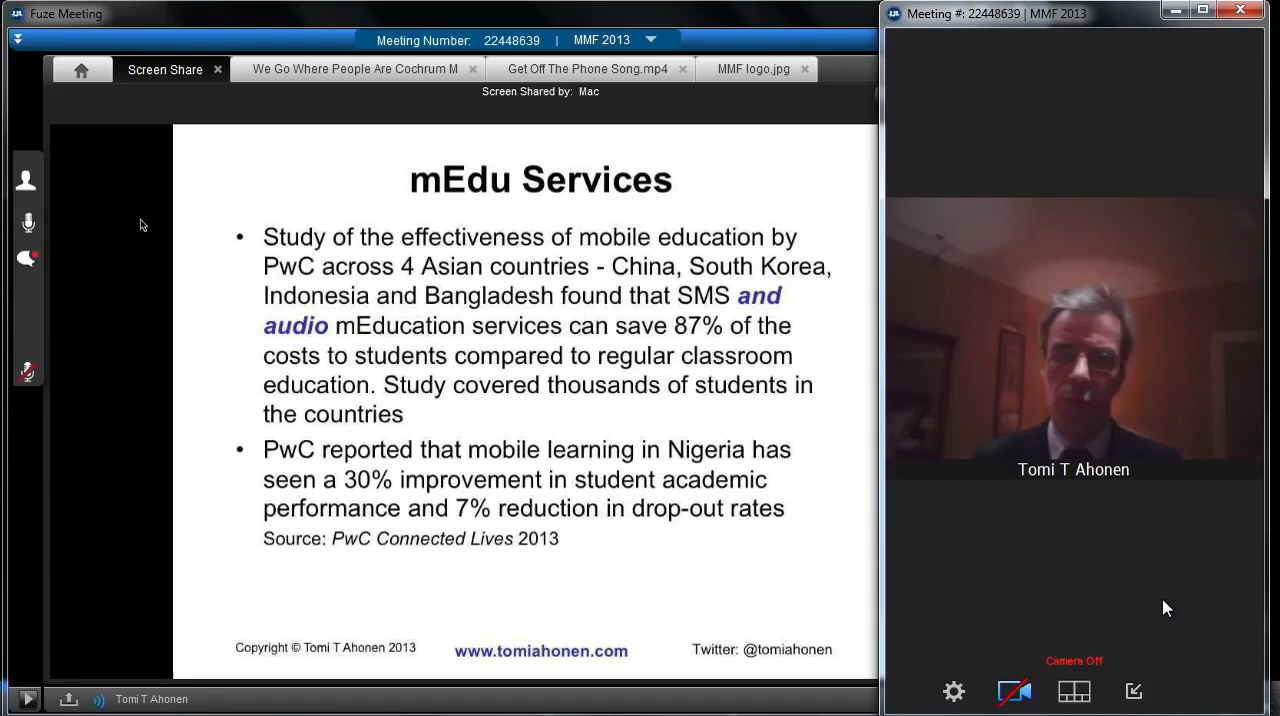 Fuze Meeting
Meeting #: 22448639 | MMF 2013
Meeting Number: 22448639 | MMF 2013
Screen Share
We Go Where People Are Cochrum M
Get Off The Phone Song.mp4
MMF logo.jpg
Screen Shared by: Mac
mEdu Services
• Study of the effectiveness of mobile education by
PwC across 4 Asian countries - China, South Korea,
Indonesia and Bangladesh found that SMS and
audio mEducation services can save 87% of the
costs to students compared to regular classroom
education. Study covered thousands of students in
the countries
• PwC reported that mobile learning in Nigeria has
seen a 30% improvement in student academic
performance and 7% reduction in drop-out rates
Source: PwC Connected Lives 2013
Copyright © Tomi T Ahonen 2013
www.tomiahonen.com
Twitter: @tomiahonen
Tomi T Ahonen
Camera Off
Tomi T Ahonen